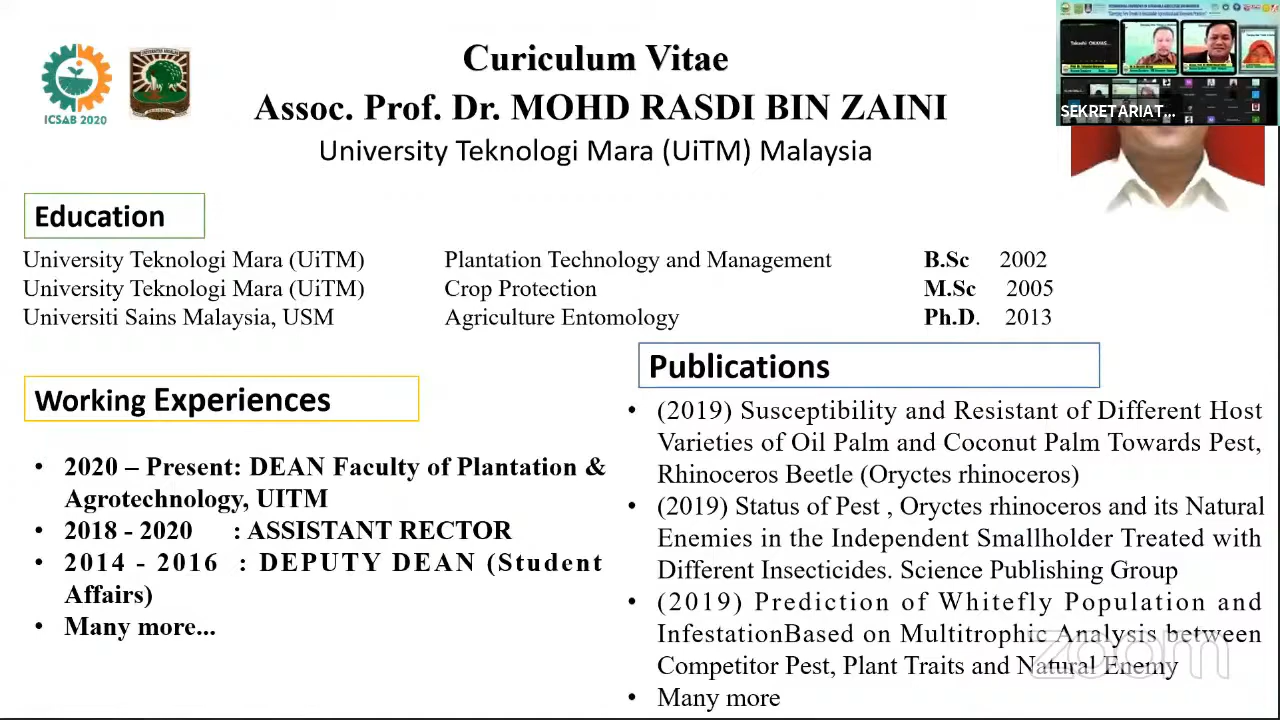 Curiculum Vitae
Assoc. Prof. Dr. MOHD RASDI BIN ZAINI
University Teknologi Mara (UiTM) Malaysia
ICSAB 2020
SEKRETARIAT...
Education
University Teknologi Mara (UiTM) Plantation Technology and Management B.Sc 2002
University Teknologi Mara (UiTM) Crop Protection M.Sc 2005
Universiti Sains Malaysia, USM Agriculture Entomology Ph.D. 2013
Working Experiences
• 2020 – Present: DEAN Faculty of Plantation &
Agrotechnology, UITM
• 2018 - 2020 : ASSISTANT RECTOR
• 2014 - 2016 : DEPUTY DEAN (Student
Affairs)
• Many more...
Publications
• (2019) Susceptibility and Resistant of Different Host
Varieties of Oil Palm and Coconut Palm Towards Pest,
Rhinoceros Beetle (Oryctes rhinoceros)
• (2019) Status of Pest , Oryctes rhinoceros and its Natural
Enemies in the Independent Smallholder Treated with
Different Insecticides. Science Publishing Group
• (2019) Prediction of Whitefly Population and
InfestationBased on Multitrophic Analysis between
Competitor Pest, Plant Traits and Natural Enemy
• Many more
zoom